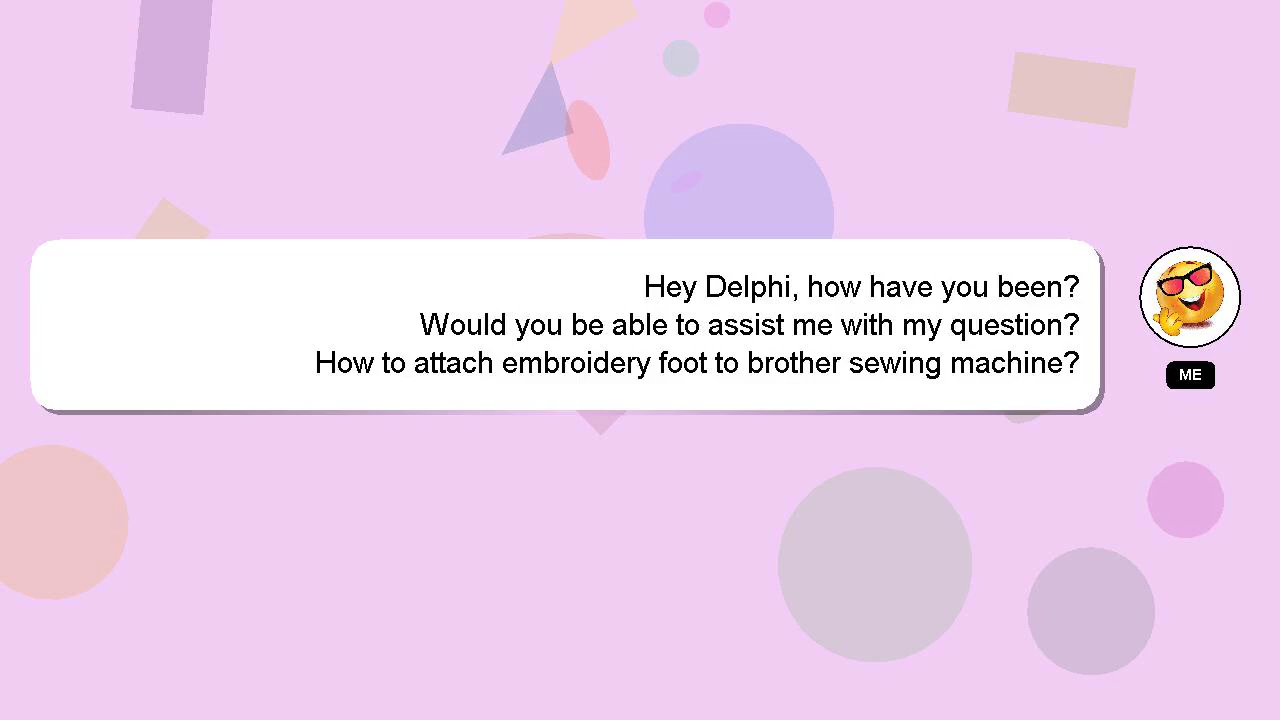 Hey Delphi, how have you been?
Would you be able to assist me with my question?
How to attach embroidery foot to brother sewing machine?
ME